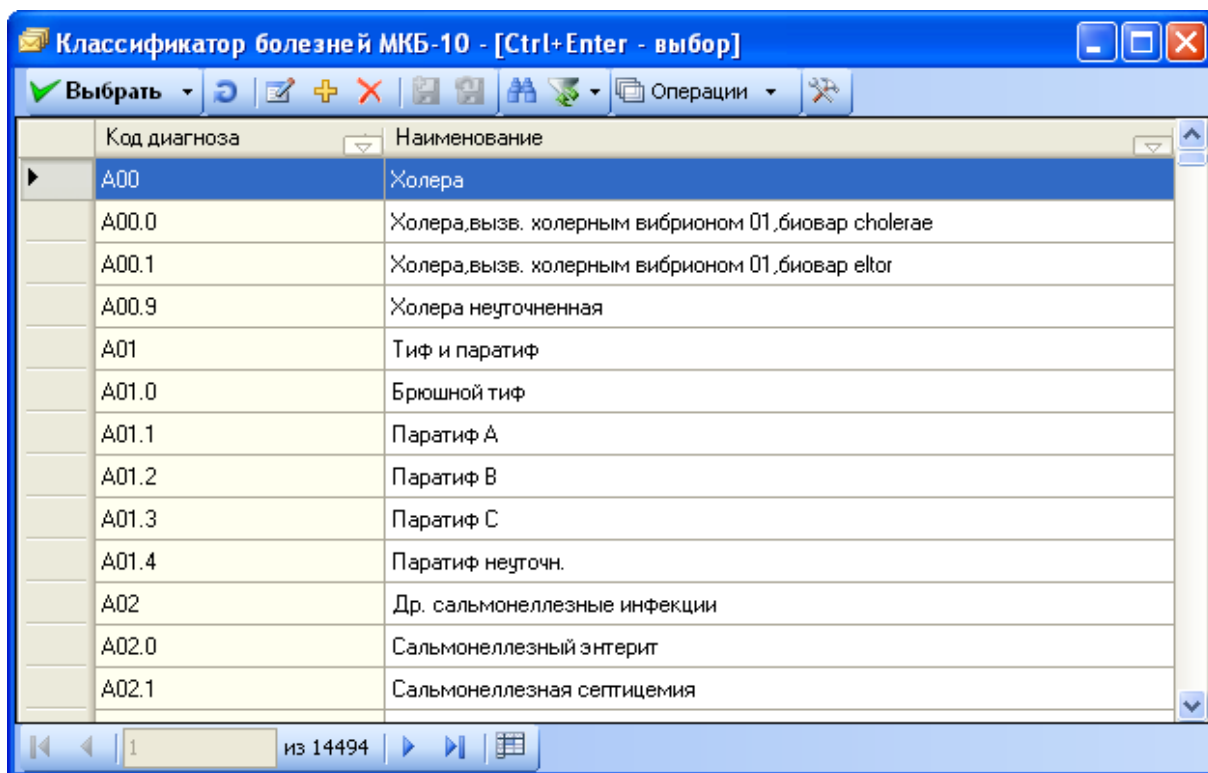 Классификатор болезней МКБ-10 - [Ctrl+Enter - выбор]
Выбрать Операции
Код диагноза Наименование
A00 Холера
A00.0 Холера,вызв. холерным вибрионом 01,биовар cholerae
A00.1 Холера,вызв. холерным вибрионом 01,биовар eltor
A00.9 Холера неуточненная
A01 Тиф и паратиф
A01.0 Брюшной тиф
A01.1 Паратиф A
A01.2 Паратиф B
A01.3 Паратиф C
A01.4 Паратиф неуточн.
A02 Др. сальмонеллезные инфекции
A02.0 Сальмонеллезный энтерит
A02.1 Сальмонеллезная септицемия
1 из 14494